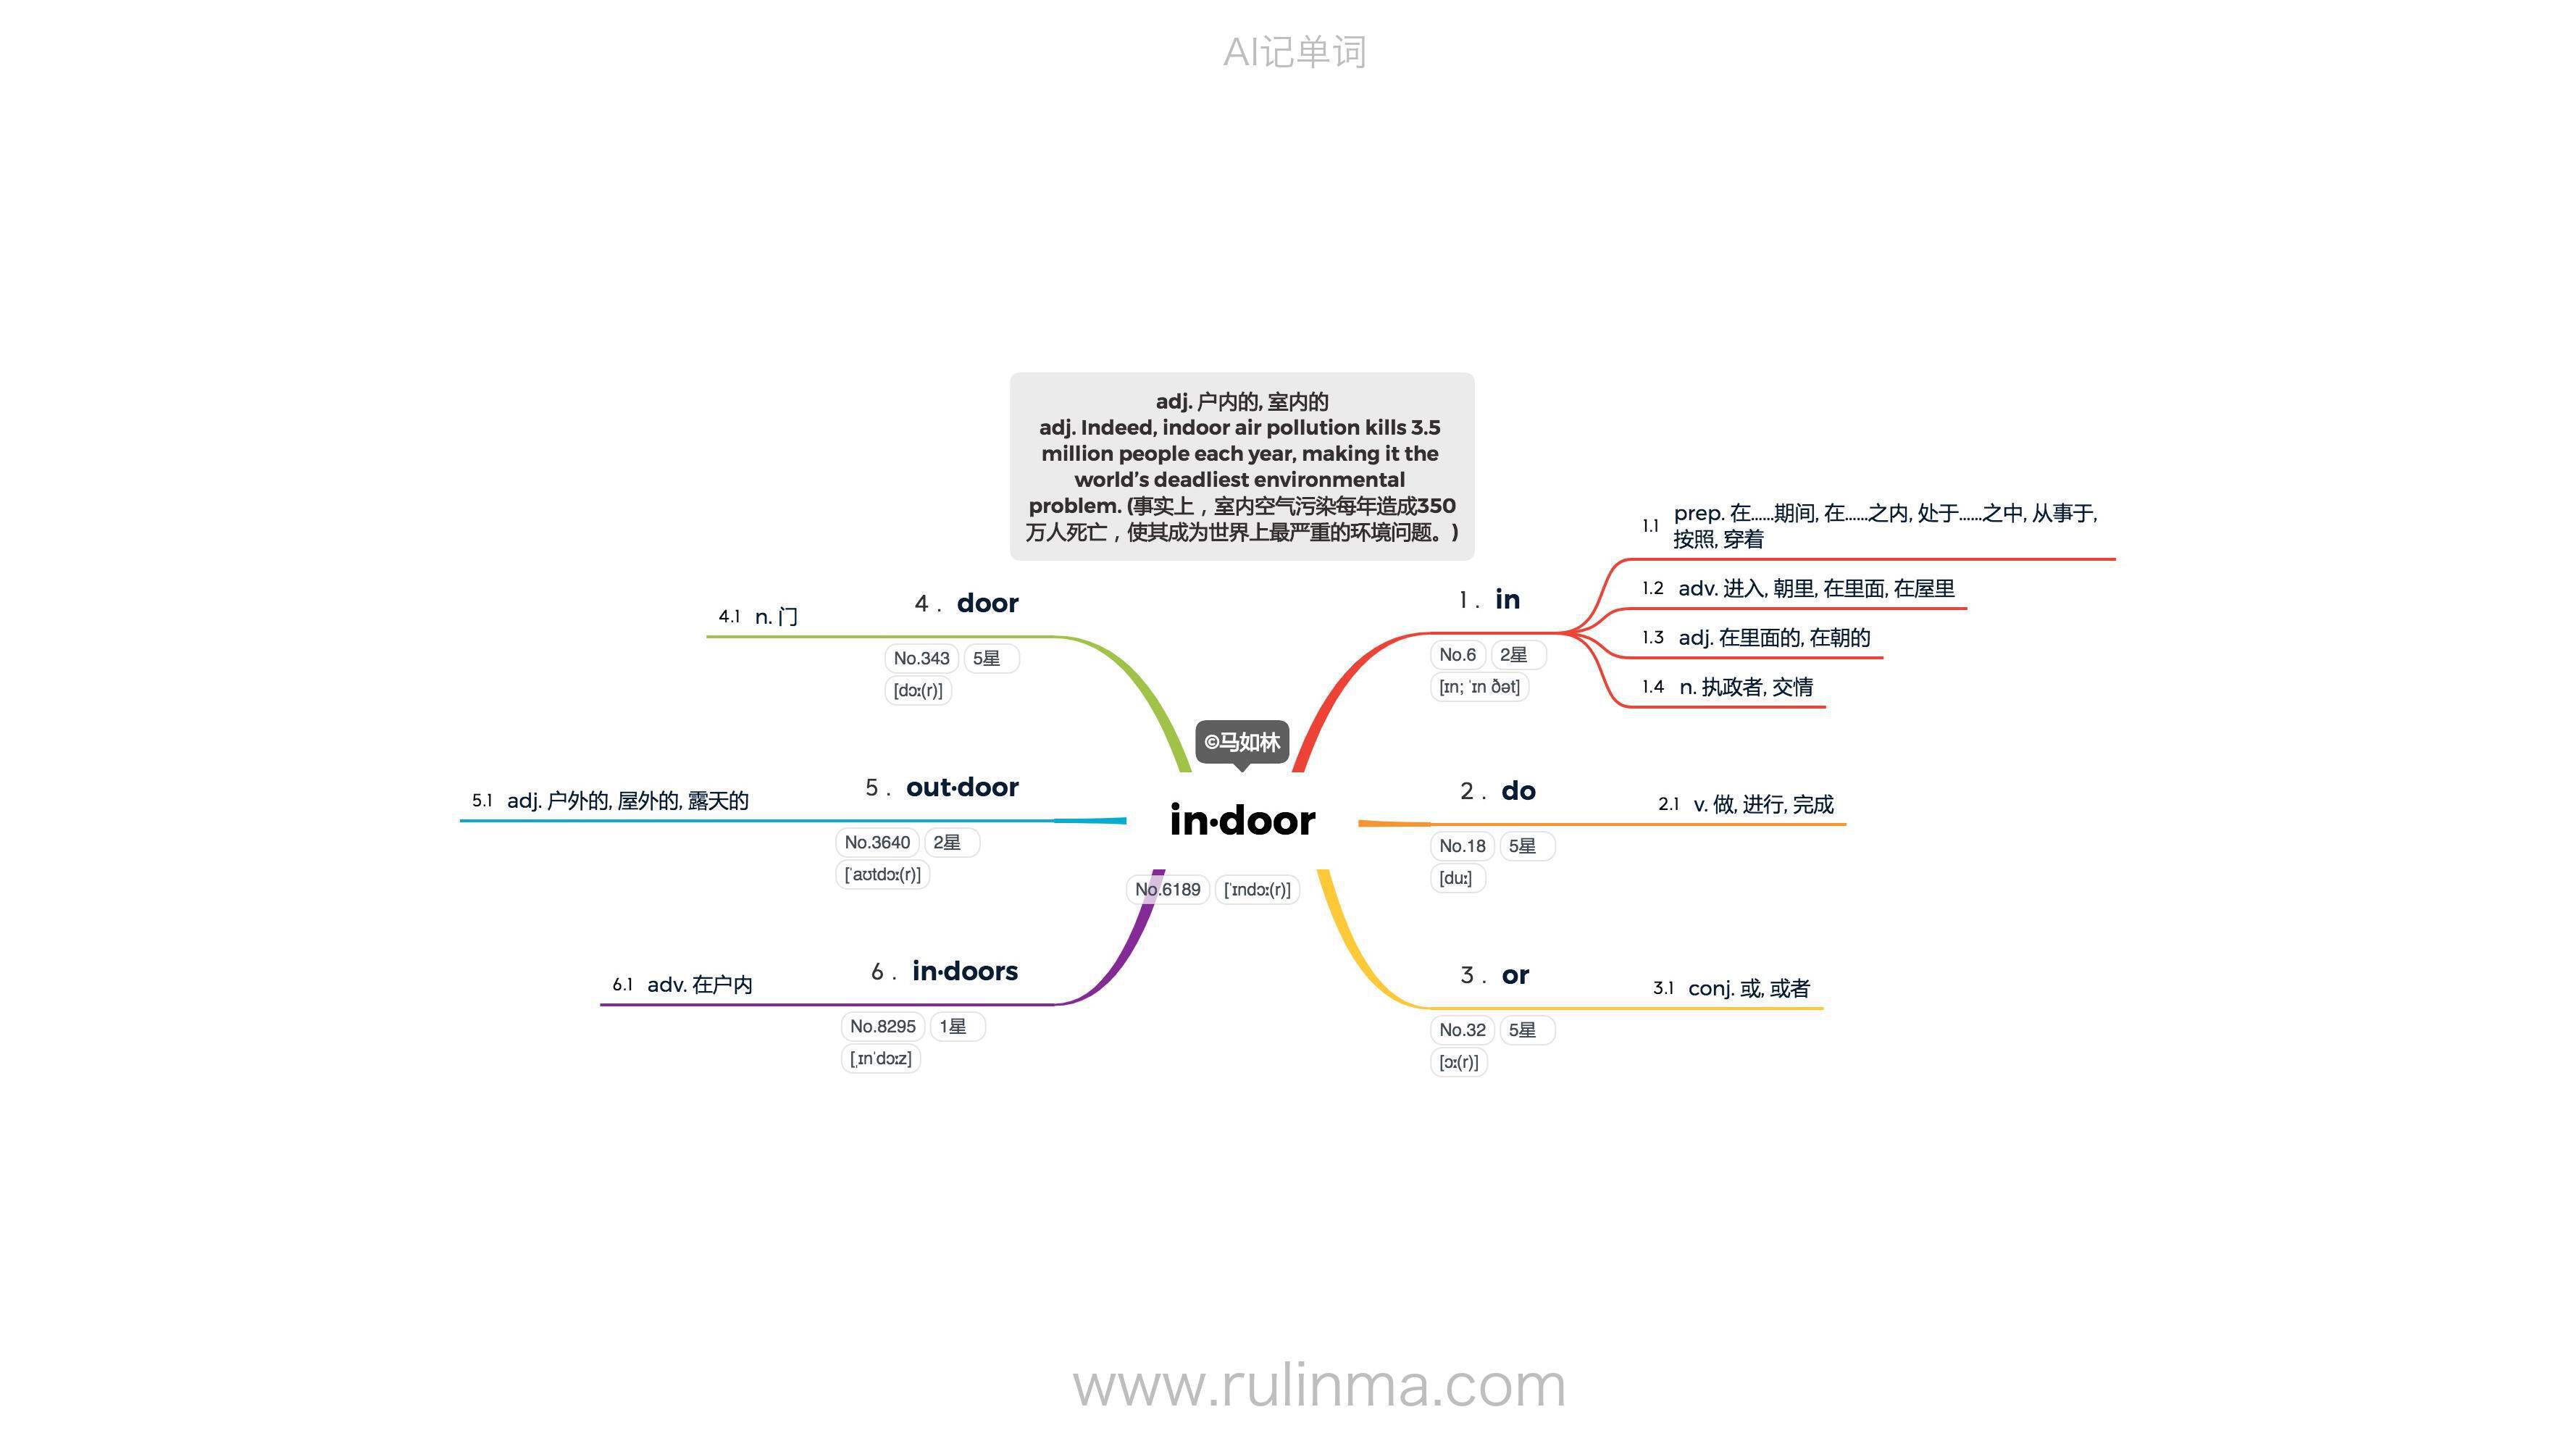 AI记单词
adj. 户内的, 室内的
adj. Indeed, indoor air pollution kills 3.5
million people each year, making it the
world’s deadliest environmental
problem. (事实上，室内空气污染每年造成350
万人死亡，使其成为世界上最严重的环境问题。)
©马如林
in·door
No.6189 [ˈɪndɔː(r)]
1 . in
No.6 2星
[ɪn; ˈɪn ðət]
1.1 prep. 在……期间, 在……之内, 处于……之中, 从事于,
按照, 穿着
1.2 adv. 进入, 朝里, 在里面, 在屋里
1.3 adj. 在里面的, 在朝的
1.4 n. 执政者, 交情
2 . do
No.18 5星
[duː]
2.1 v. 做, 进行, 完成
3 . or
No.32 5星
[ɔː(r)]
3.1 conj. 或, 或者
4 . door
No.343 5星
[dɔː(r)]
4.1 n. 门
5 . out·door
No.3640 2星
[ˈaʊtdɔː(r)]
5.1 adj. 户外的, 屋外的, 露天的
6 . in·doors
No.8295 1星
[ˌɪnˈdɔːz]
6.1 adv. 在户内
www.rulinma.com